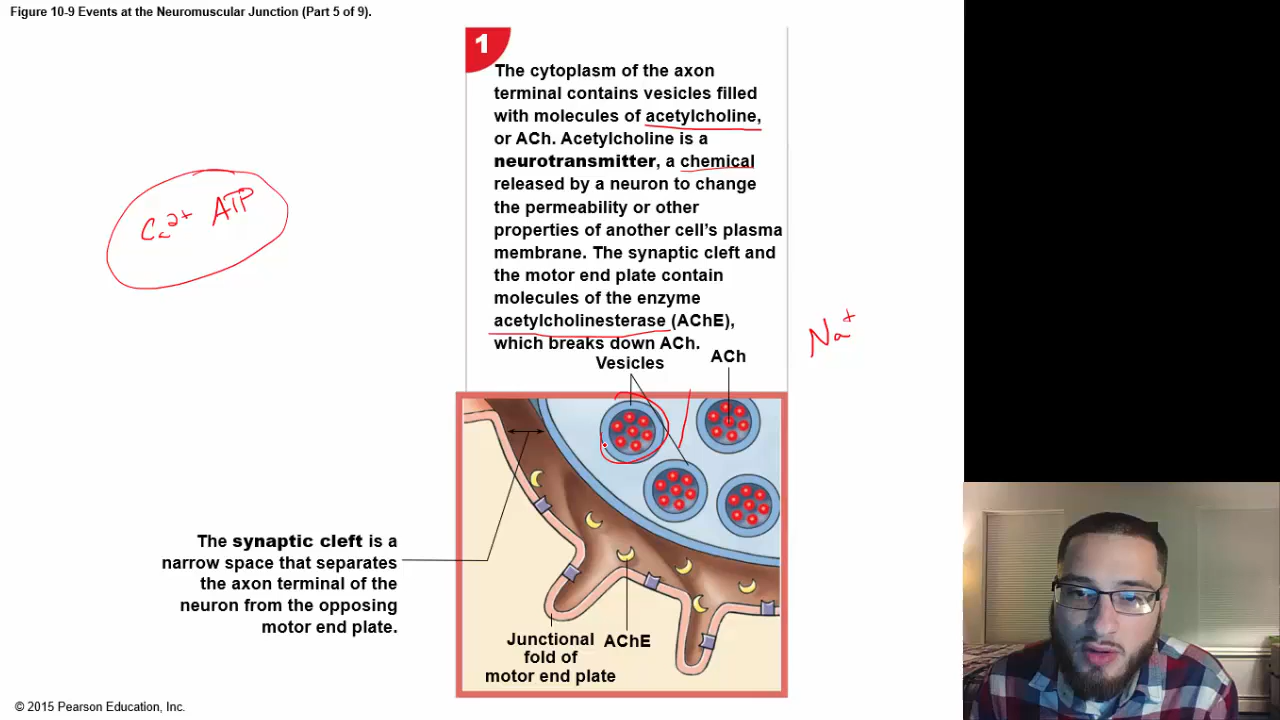 Figure 10-9 Events at the Neuromuscular Junction (Part 5 of 9).
1
The cytoplasm of the axon
terminal contains vesicles filled
with molecules of acetylcholine,
or ACh. Acetylcholine is a
neurotransmitter, a chemical
released by a neuron to change
the permeability or other
properties of another cell's plasma
membrane. The synaptic cleft and
the motor end plate contain
molecules of the enzyme
acetylcholinesterase (AChE),
which breaks down ACh.
Ca2+ ATP
Na+
Vesicles
ACh
The synaptic cleft is a
narrow space that separates
the axon terminal of the
neuron from the opposing
motor end plate.
Junctional
fold of
motor end plate
AChE
© 2015 Pearson Education, Inc.